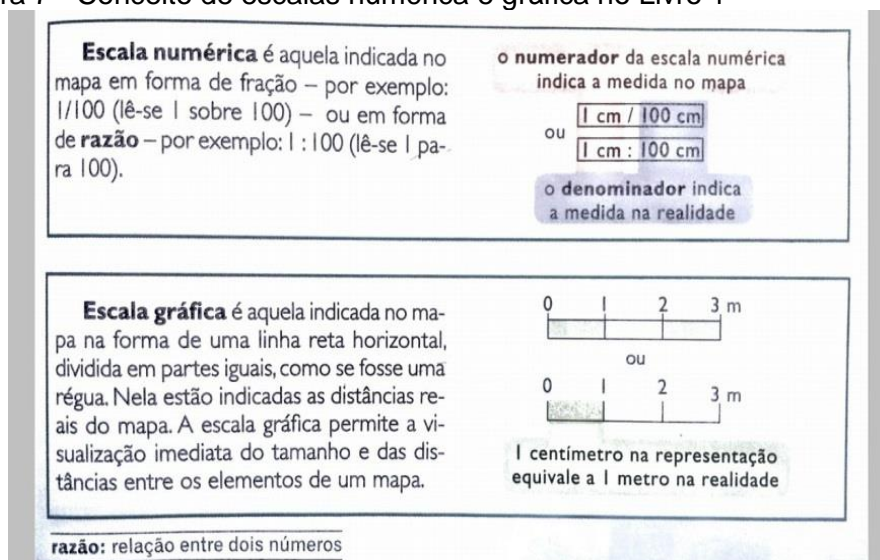 Conceito de escalas numérica e gráfica no Livro
Escala numérica é aquela indicada no
mapa em forma de fração – por exemplo:
1/100 (lê-se 1 sobre 100) – ou em forma
de razão – por exemplo: 1 : 100 (lê-se 1 pa-
ra 100).
o numerador da escala numérica
indica a medida no mapa
1 cm / 100 cm
ou
1 cm : 100 cm
o denominador indica
a medida na realidade
Escala gráfica é aquela indicada no ma-
pa na forma de uma linha reta horizontal,
dividida em partes iguais, como se fosse uma
régua. Nela estão indicadas as distâncias re-
ais do mapa. A escala gráfica permite a vi-
sualização imediata do tamanho e das dis-
tâncias entre os elementos de um mapa.
0 1 2 3 m
ou
0 1 2 3 m
1 centímetro na representação
equivale a 1 metro na realidade
razão: relação entre dois números